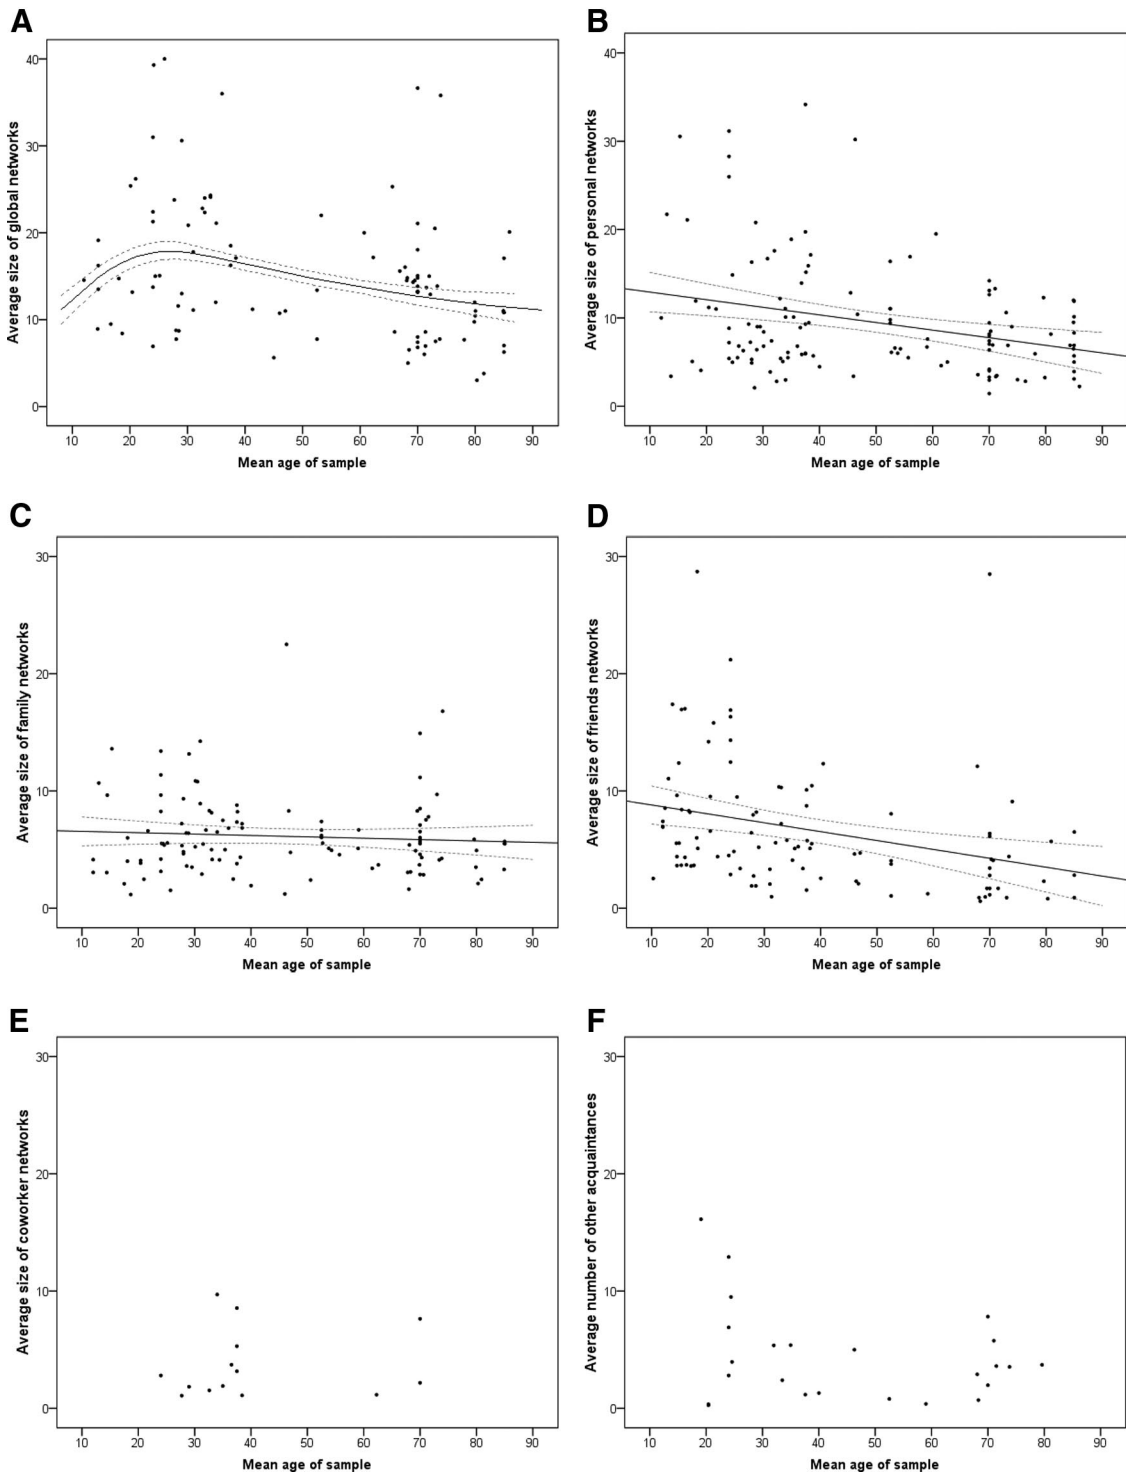 A
B
Average size of global networks
40
30
20
10
0
10 20 30 40 50 60 70 80 90
Mean age of sample
Average size of personal networks
40
30
20
10
0
10 20 30 40 50 60 70 80 90
Mean age of sample
C
D
Average size of family networks
30
20
10
0
10 20 30 40 50 60 70 80 90
Mean age of sample
Average size of friends networks
30
20
10
0
10 20 30 40 50 60 70 80 90
Mean age of sample
E
F
Average size of coworker networks
30
20
10
0
10 20 30 40 50 60 70 80 90
Mean age of sample
Average number of other acquaintances
30
20
10
0
10 20 30 40 50 60 70 80 90
Mean age of sample